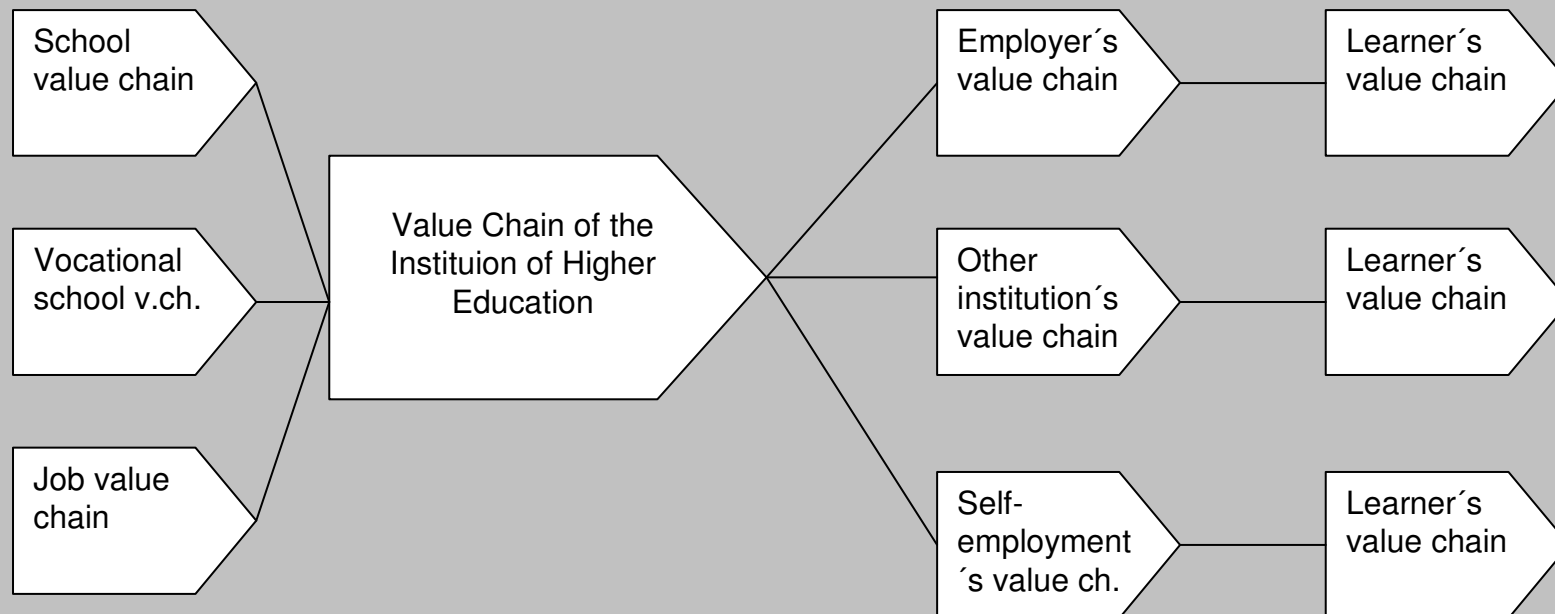 School
value chain
Vocational
school v.ch.
Job value
chain
Value Chain of the
Instituion of Higher
Education
Employer´s
value chain
Other
institution´s
value chain
Self-
employment
´s value ch.
Learner´s
value chain
Learner´s
value chain
Learner´s
value chain